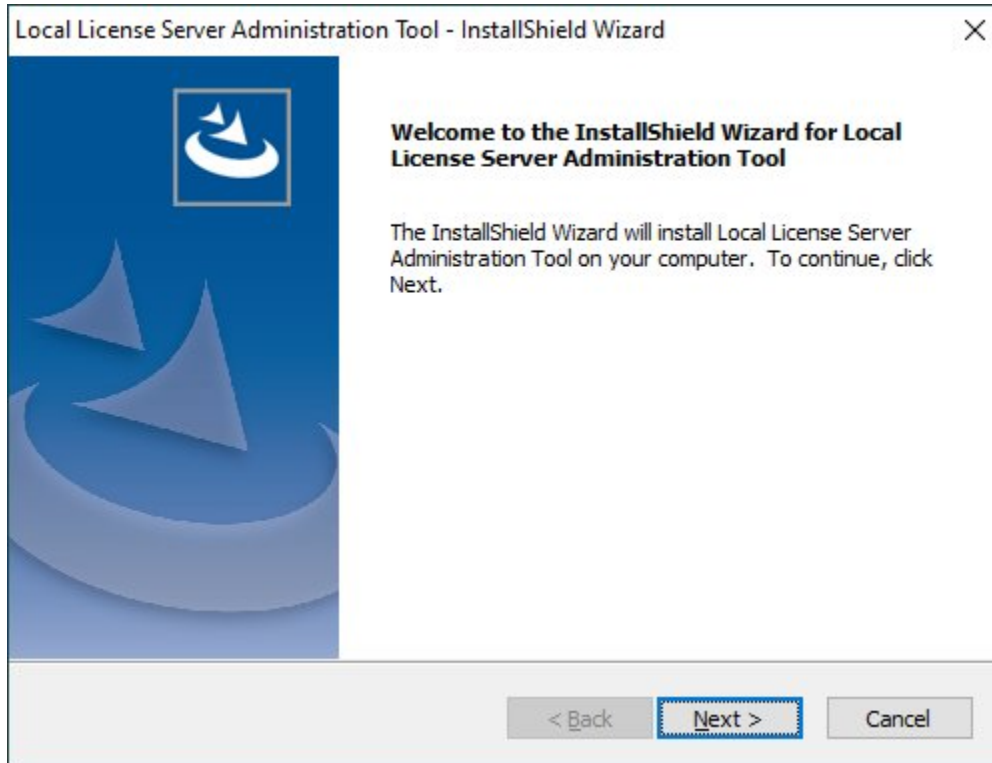 Local License Server Administration Tool - InstallShield Wizard
Welcome to the InstallShield Wizard for Local
License Server Administration Tool
The InstallShield Wizard will install Local License Server
Administration Tool on your computer.  To continue, click
Next.
< Back
Next >
Cancel